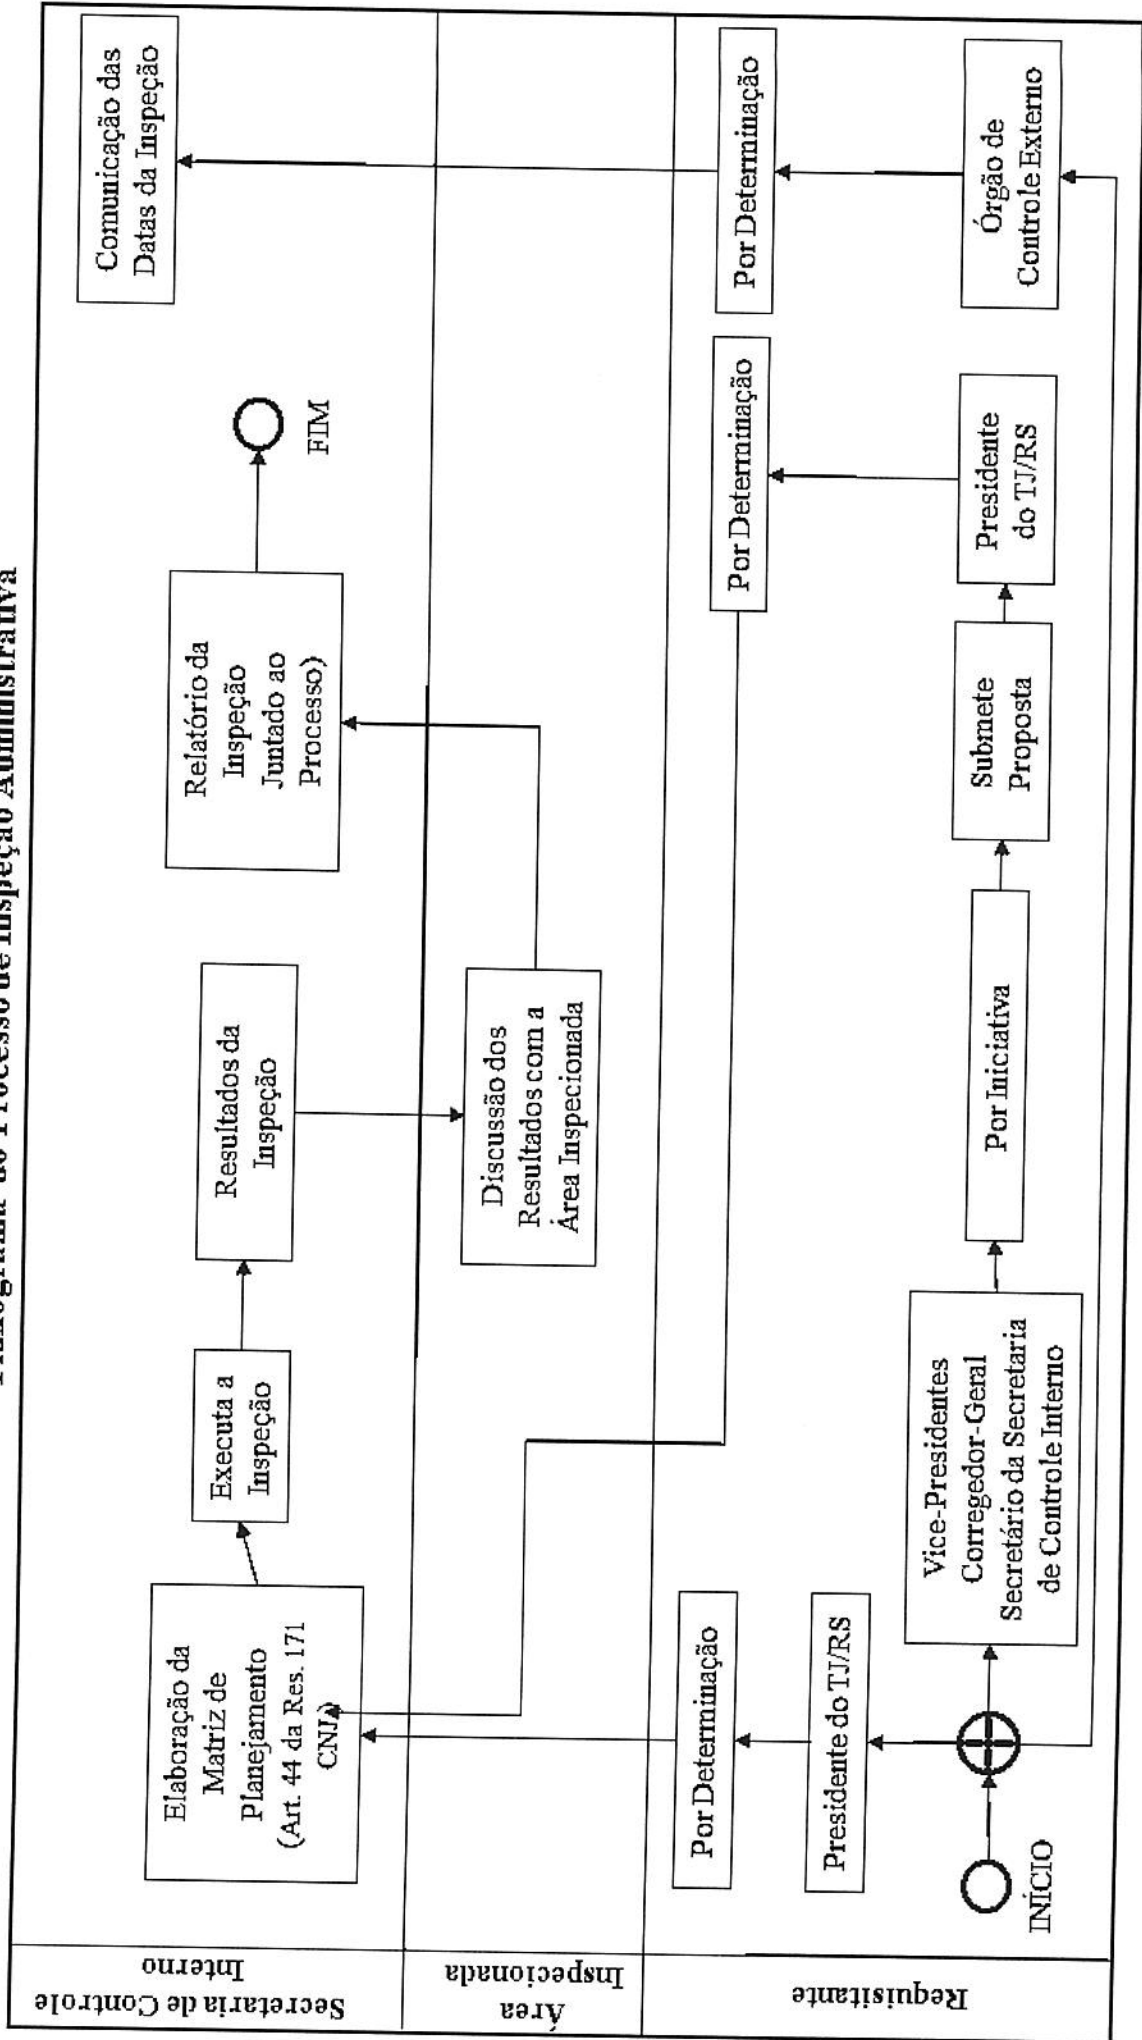 Fluxograma do Processo de Inspeção Administrativa
Secretaria de Controle
Interno
Elaboração da
Matriz de
Planejamento
(Art. 44 da Res. 171
CNJ)
Executa a
Inspeção
Resultados da
Inspeção
Relatório da
Inspeção
Juntado ao
Processo)
FIM
Comunicação das
Datas da Inspeção
Área
Inspecionada
Discussão dos
Resultados com a
Área Inspecionada
Requisitante
Por Determinação
Por Determinação
Por Determinação
Presidente do TJ/RS
INÍCIO
Vice-Presidentes
Corregedor-Geral
Secretário da Secretaria
de Controle Interno
Por Iniciativa
Submete
Proposta
Presidente
do TJ/RS
Órgão de
Controle Externo